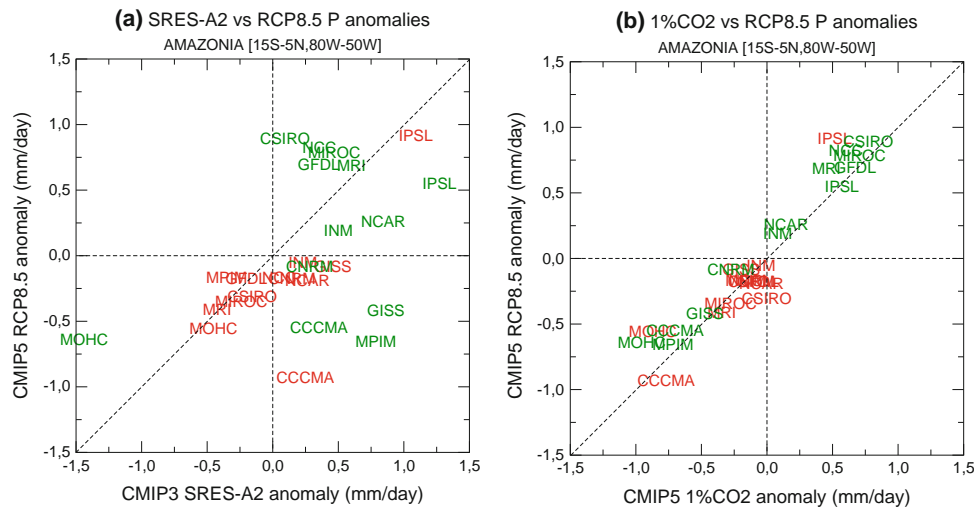 (a) SRES-A2 vs RCP8.5 P anomalies
AMAZONIA [15S-5N,80W-50W]
1,5
1,0
0,5
0,0
-0,5
-1,0
-1,5
CMIP5 RCP8.5 anomaly (mm/day)
CSIRO
NCC
MIROC
GFDL
MRI
IPSL
IPSL
NCAR
INM
INM
CNRM
GISS
MPIM
GFDL
NCC
CNRM
NCAR
CSIRO
MIROC
MRI
MOHC
GISS
CCCMA
MOHC
MPIM
CCCMA
-1,5 -1,0 -0,5 0,0 0,5 1,0 1,5
CMIP3 SRES-A2 anomaly (mm/day)
(b) 1%CO2 vs RCP8.5 P anomalies
AMAZONIA [15S-5N,80W-50W]
1,5
1,0
0,5
0,0
-0,5
-1,0
-1,5
CMIP5 RCP8.5 anomaly (mm/day)
IPSL
CSIRO
NCC
MIROC
MRI
GFDL
IPSL
NCAR
INM
INM
NCAR
CSIRO
MIROC
MRI
GISS
MOHC
CCCMA
MOHC
MPIM
CCCMA
-1,5 -1,0 -0,5 0,0 0,5 1,0 1,5
CMIP5 1%CO2 anomaly (mm/day)